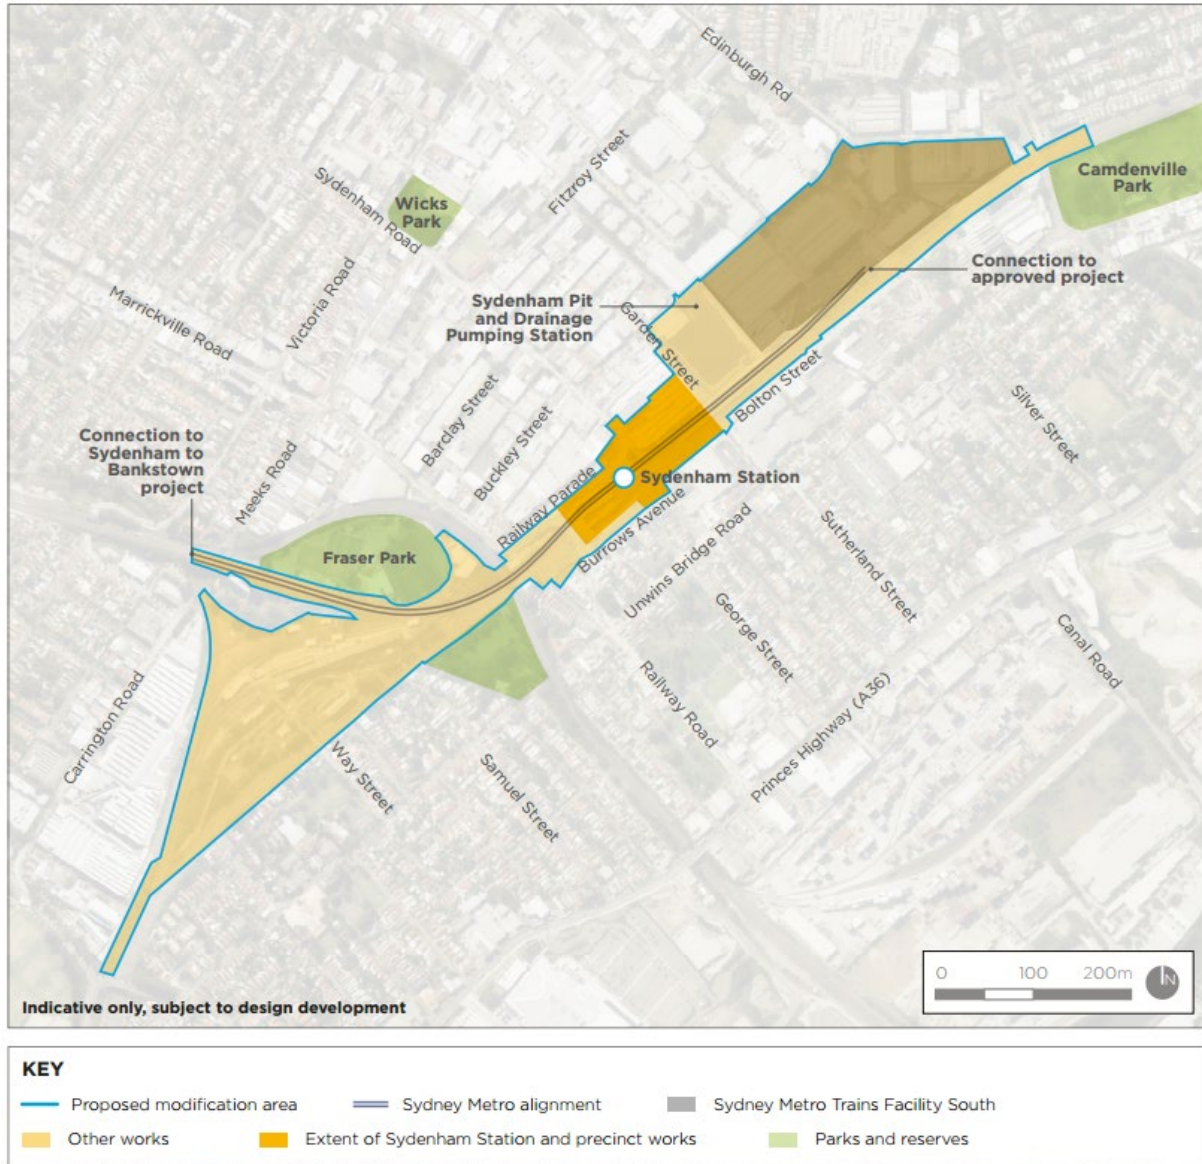 Edinburgh Rd
Fitzroy Street
Sydenham Road
Wicks
Park
Camdenville
Park
Victoria Road
Marrickville Road
Connection to
approved project
Sydenham Pit
and Drainage
Pumping Station
Garden Street
Bolton Street
Silver Street
Barclay Street
Buckley Street
Connection to
Sydenham to
Bankstown
project
Meeks Road
Railway Parade
Sydenham Station
Burrows Avenue
Fraser Park
Unwins Bridge Road
Sutherland Street
George Street
Canal Road
Railway Road
Princes Highway (A36)
Carrington Road
Way Street
Samuel Street
0 100 200m
N
Indicative only, subject to design development
KEY
Proposed modification area
Sydney Metro alignment
Sydney Metro Trains Facility South
Other works
Extent of Sydenham Station and precinct works
Parks and reserves